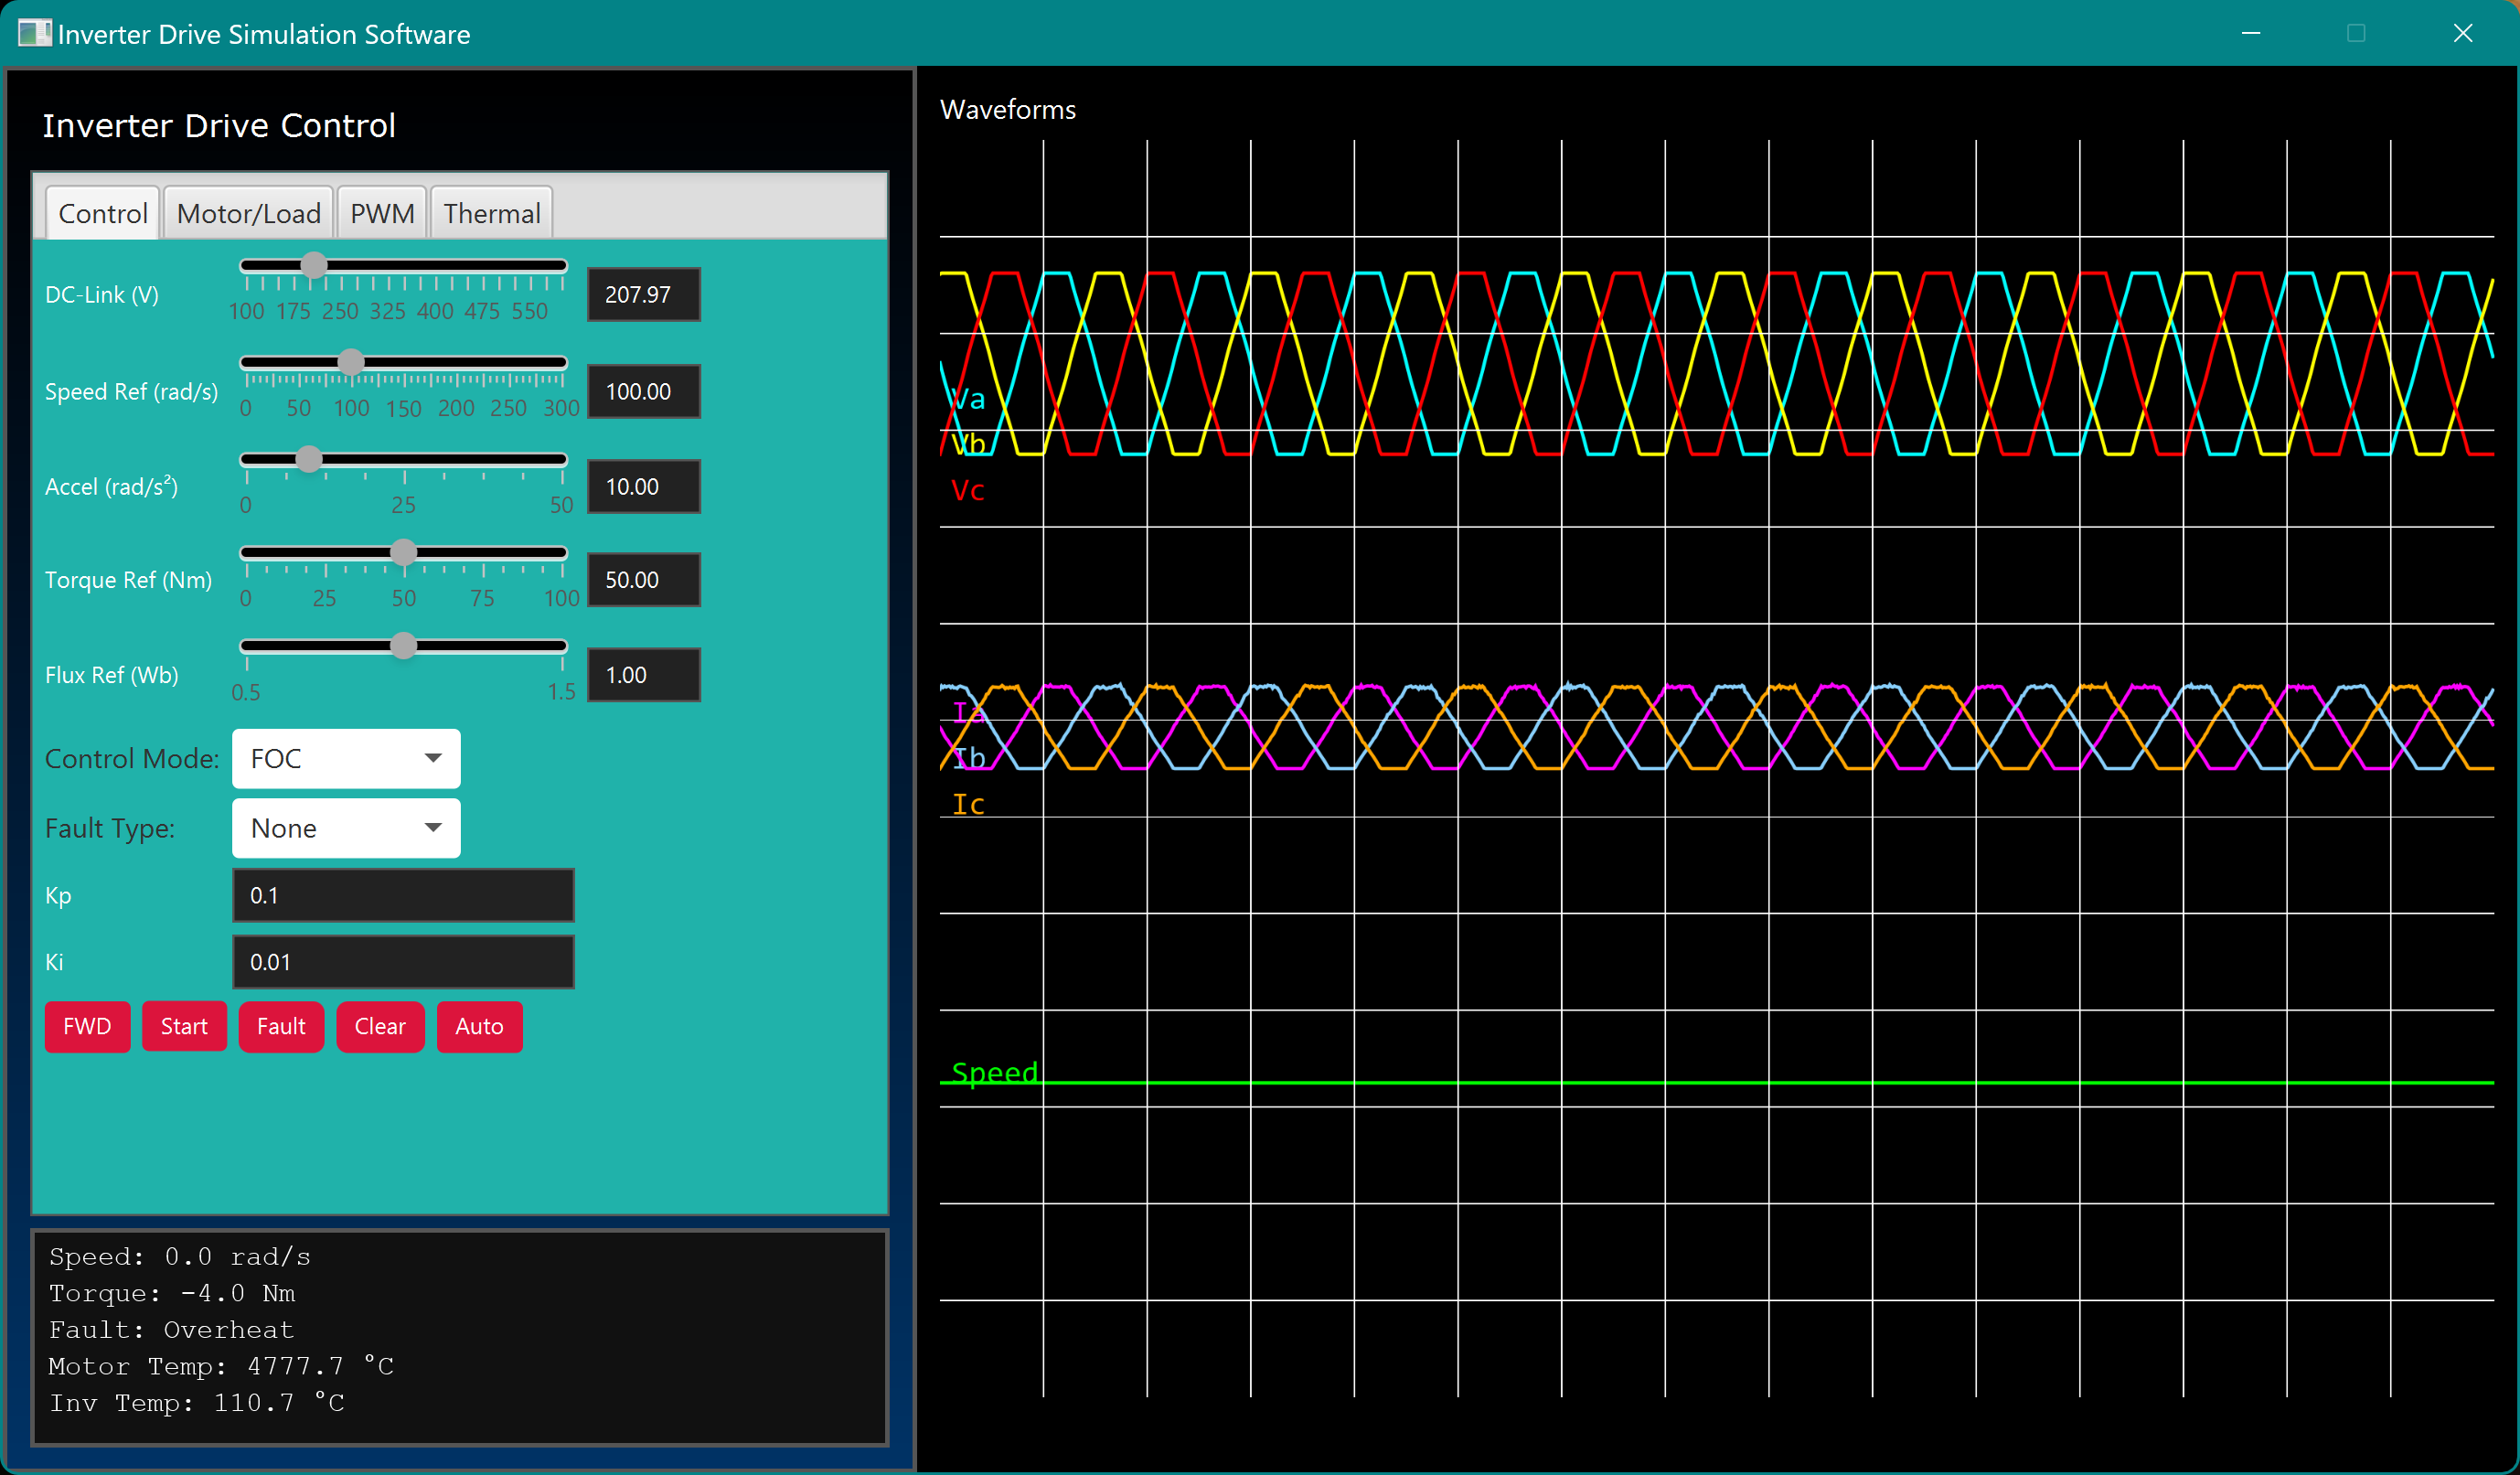 Inverter Drive Simulation Software
Inverter Drive Control
Control Motor/Load PWM Thermal
DC-Link (V)
100 175 250 325 400 475 550
207.97
Speed Ref (rad/s)
0 50 100 150 200 250 300
100.00
Accel (rad/s²)
0 25 50
10.00
Torque Ref (Nm)
0 25 50 75 100
50.00
Flux Ref (Wb)
0.5 1.5
1.00
Control Mode: FOC
Fault Type: None
Kp 0.1
Ki 0.01
FWD Start Fault Clear Auto
Speed: 0.0 rad/s
Torque: -4.0 Nm
Fault: Overheat
Motor Temp: 4777.7 °C
Inv Temp: 110.7 °C
Waveforms
Va
Vb
Vc
Ia
Ib
Ic
Speed